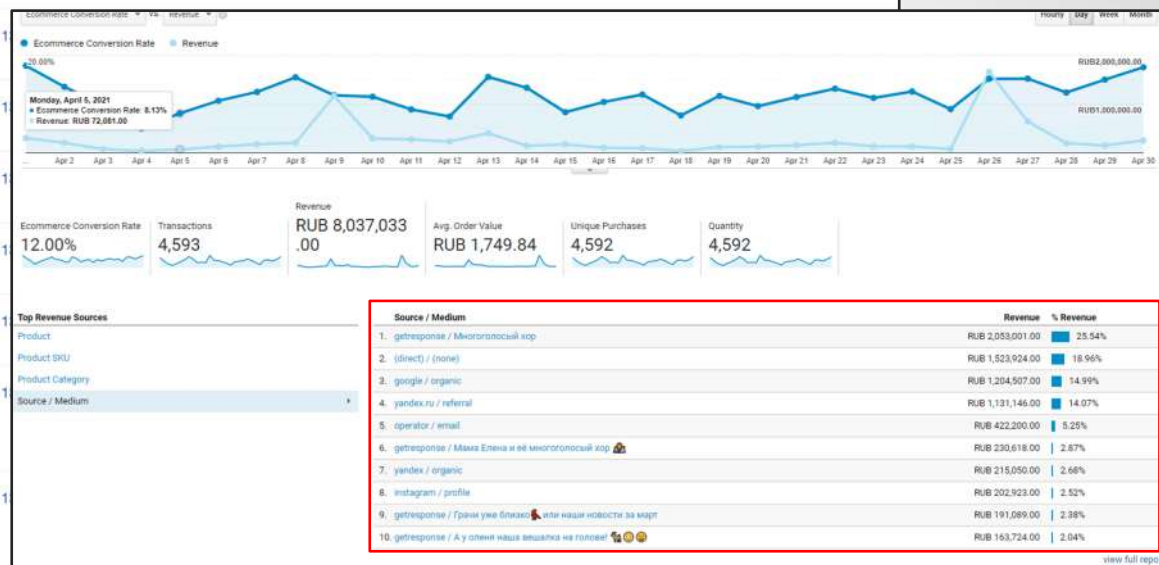 Ecommerce Conversion Rate VS Revenue
Hourly Day Week Month
Ecommerce Conversion Rate Revenue
20.00%
RUB2,000,000.00
Monday, April 5, 2021
Ecommerce Conversion Rate: 8.13%
Revenue: RUB 72,081.00
RUB1,000,000.00
... Apr 2 Apr 3 Apr 4 Apr 5 Apr 6 Apr 7 Apr 8 Apr 9 Apr 10 Apr 11 Apr 12 Apr 13 Apr 14 Apr 15 Apr 16 Apr 17 Apr 18 Apr 19 Apr 20 Apr 21 Apr 22 Apr 23 Apr 24 Apr 25 Apr 26 Apr 27 Apr 28 Apr 29 Apr 30
Ecommerce Conversion Rate
12.00%
Transactions
4,593
Revenue
RUB 8,037,033
.00
Avg. Order Value
RUB 1,749.84
Unique Purchases
4,592
Quantity
4,592
Top Revenue Sources
Product
Product SKU
Product Category
Source / Medium
Source / Medium Revenue % Revenue
1. getresponse / Многоголосый хор RUB 2,053,001.00 25.54%
2. (direct) / (none) RUB 1,523,924.00 18.96%
3. google / organic RUB 1,204,507.00 14.99%
4. yandex.ru / referral RUB 1,131,146.00 14.07%
5. operator / email RUB 422,200.00 5.25%
6. getresponse / Мама Елена и её многоголосый хор RUB 230,618.00 2.87%
7. yandex / organic RUB 215,050.00 2.68%
8. instagram / profile RUB 202,923.00 2.52%
9. getresponse / Грачи уже близко или наши новости за март RUB 191,089.00 2.38%
10. getresponse / А у оленя наша вешалка на голове! RUB 163,724.00 2.04%
view full repo